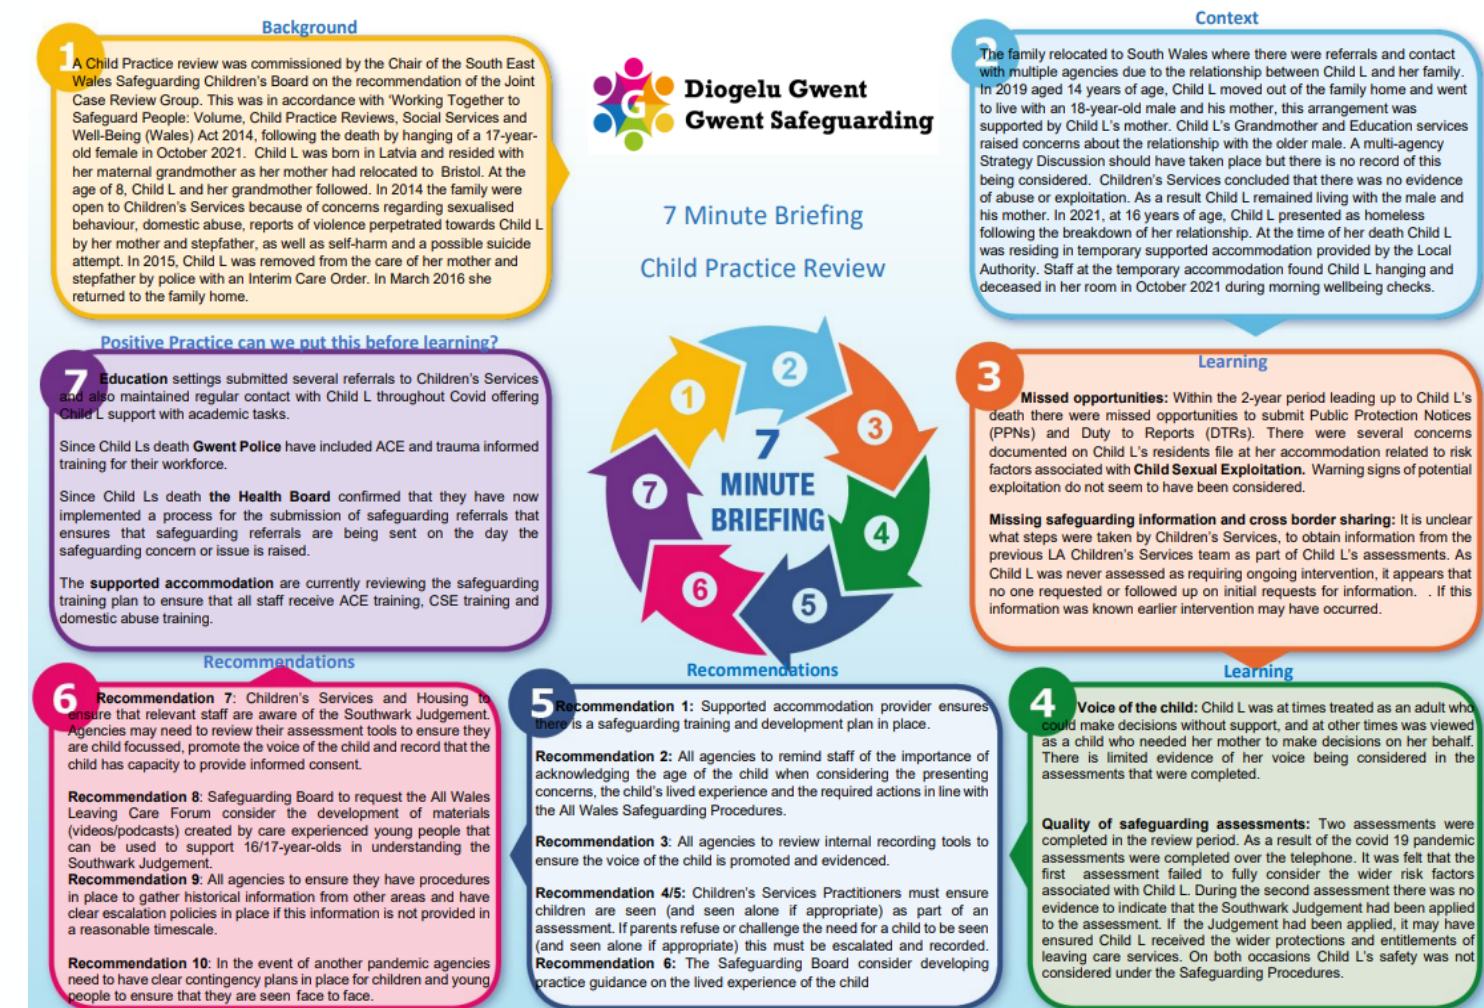 Background
1
A Child Practice review was commissioned by the Chair of the South East
Wales Safeguarding Children's Board on the recommendation of the Joint
Case Review Group. This was in accordance with 'Working Together to
Safeguard People: Volume, Child Practice Reviews, Social Services and
Well-Being (Wales) Act 2014, following the death by hanging of a 17-year-
old female in October 2021. Child L was born in Latvia and resided with
her maternal grandmother as her mother had relocated to Bristol. At the
age of 8, Child L and her grandmother followed. In 2014 the family were
open to Children's Services because of concerns regarding sexualised
behaviour, domestic abuse, reports of violence perpetrated towards Child L
by her mother and stepfather, as well as self-harm and a possible suicide
attempt. In 2015, Child L was removed from the care of her mother and
stepfather by police with an Interim Care Order. In March 2016 she
returned to the family home.
G
Diogelu Gwent
Gwent Safeguarding
7 Minute Briefing
Child Practice Review
Context
2
The family relocated to South Wales where there were referrals and contact
with multiple agencies due to the relationship between Child L and her family.
In 2019 aged 14 years of age, Child L moved out of the family home and went
to live with an 18-year-old male and his mother, this arrangement was
supported by Child L's mother. Child L's Grandmother and Education services
raised concerns about the relationship with the older male. A multi-agency
Strategy Discussion should have taken place but there is no record of this
being considered. Children's Services concluded that there was no evidence
of abuse or exploitation. As a result Child L remained living with the male and
his mother. In 2021, at 16 years of age, Child L presented as homeless
following the breakdown of her relationship. At the time of her death Child L
was residing in temporary supported accommodation provided by the Local
Authority. Staff at the temporary accommodation found Child L hanging and
deceased in her room in October 2021 during morning wellbeing checks.
1
2
3
4
5
6
7
7
MINUTE
BRIEFING
Learning
3
Missed opportunities: Within the 2-year period leading up to Child L's
death there were missed opportunities to submit Public Protection Notices
(PPNs) and Duty to Reports (DTRs). There were several concerns
documented on Child L's residents file at her accommodation related to risk
factors associated with Child Sexual Exploitation. Warning signs of potential
exploitation do not seem to have been considered.
Missing safeguarding information and cross border sharing: It is unclear
what steps were taken by Children's Services, to obtain information from the
previous LA Children's Services team as part of Child L's assessments. As
Child L was never assessed as requiring ongoing intervention, it appears that
no one requested or followed up on initial requests for information. . If this
information was known earlier intervention may have occurred.
Learning
4
Voice of the child: Child L was at times treated as an adult who
could make decisions without support, and at other times was viewed
as a child who needed her mother to make decisions on her behalf.
There is limited evidence of her voice being considered in the
assessments that were completed.
Quality of safeguarding assessments: Two assessments were
completed in the review period. As a result of the covid 19 pandemic
assessments were completed over the telephone. It was felt that the
first assessment failed to fully consider the wider risk factors
associated with Child L. During the second assessment there was no
evidence to indicate that the Southwark Judgement had been applied
to the assessment. If the Judgement had been applied, it may have
ensured Child L received the wider protections and entitlements of
leaving care services. On both occasions Child L's safety was not
considered under the Safeguarding Procedures.
Recommendations
5
Recommendation 1: Supported accommodation provider ensures
there is a safeguarding training and development plan in place.
Recommendation 2: All agencies to remind staff of the importance of
acknowledging the age of the child when considering the presenting
concerns, the child's lived experience and the required actions in line with
the All Wales Safeguarding Procedures.
Recommendation 3: All agencies to review internal recording tools to
ensure the voice of the child is promoted and evidenced.
Recommendation 4/5: Children's Services Practitioners must ensure
children are seen (and seen alone if appropriate) as part of an
assessment. If parents refuse or challenge the need for a child to be seen
(and seen alone if appropriate) this must be escalated and recorded.
Recommendation 6: The Safeguarding Board consider developing
practice guidance on the lived experience of the child
Recommendations
6
Recommendation 7: Children's Services and Housing to
ensure that relevant staff are aware of the Southwark Judgement.
Agencies may need to review their assessment tools to ensure they
are child focussed, promote the voice of the child and record that the
child has capacity to provide informed consent.
Recommendation 8: Safeguarding Board to request the All Wales
Leaving Care Forum consider the development of materials
(videos/podcasts) created by care experienced young people that
can be used to support 16/17-year-olds in understanding the
Southwark Judgement.
Recommendation 9: All agencies to ensure they have procedures
in place to gather historical information from other areas and have
clear escalation policies in place if this information is not provided in
a reasonable timescale.
Recommendation 10: In the event of another pandemic agencies
need to have clear contingency plans in place for children and young
people to ensure that they are seen face to face.
Positive Practice can we put this before learning?
7
Education settings submitted several referrals to Children's Services
and also maintained regular contact with Child L throughout Covid offering
Child L support with academic tasks.
Since Child Ls death Gwent Police have included ACE and trauma informed
training for their workforce.
Since Child Ls death the Health Board confirmed that they have now
implemented a process for the submission of safeguarding referrals that
ensures that safeguarding referrals are being sent on the day the
safeguarding concern or issue is raised.
The supported accommodation are currently reviewing the safeguarding
training plan to ensure that all staff receive ACE training, CSE training and
domestic abuse training.